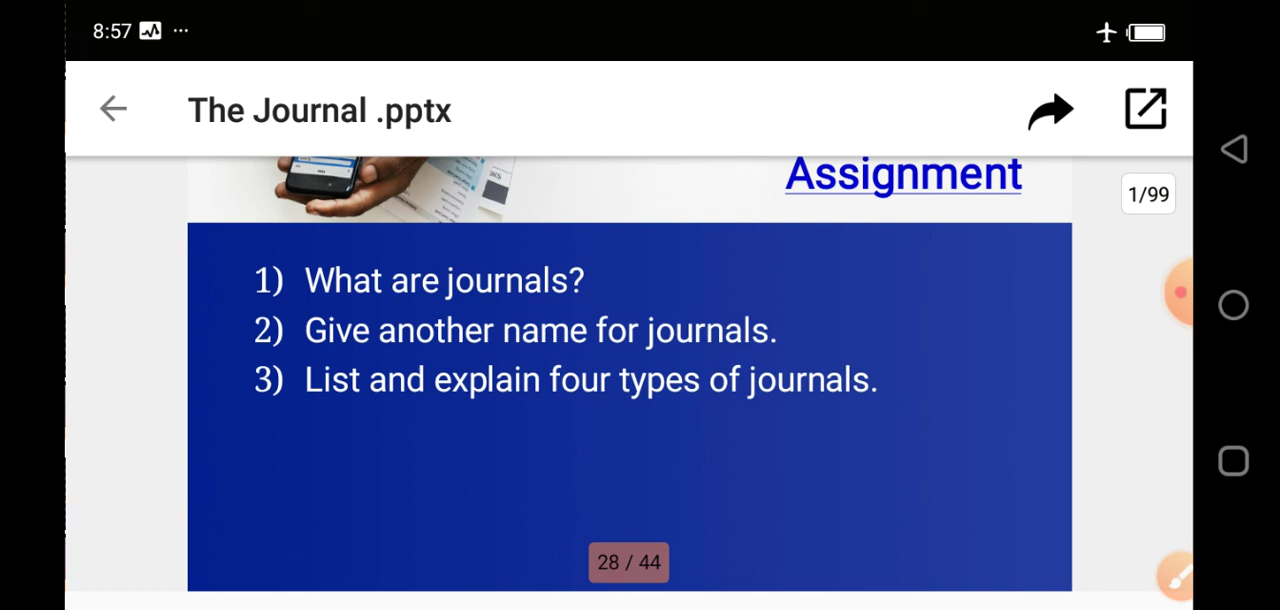 8:57 ...
The Journal .pptx
Assignment
1/99
1) What are journals?
2) Give another name for journals.
3) List and explain four types of journals.
28 / 44